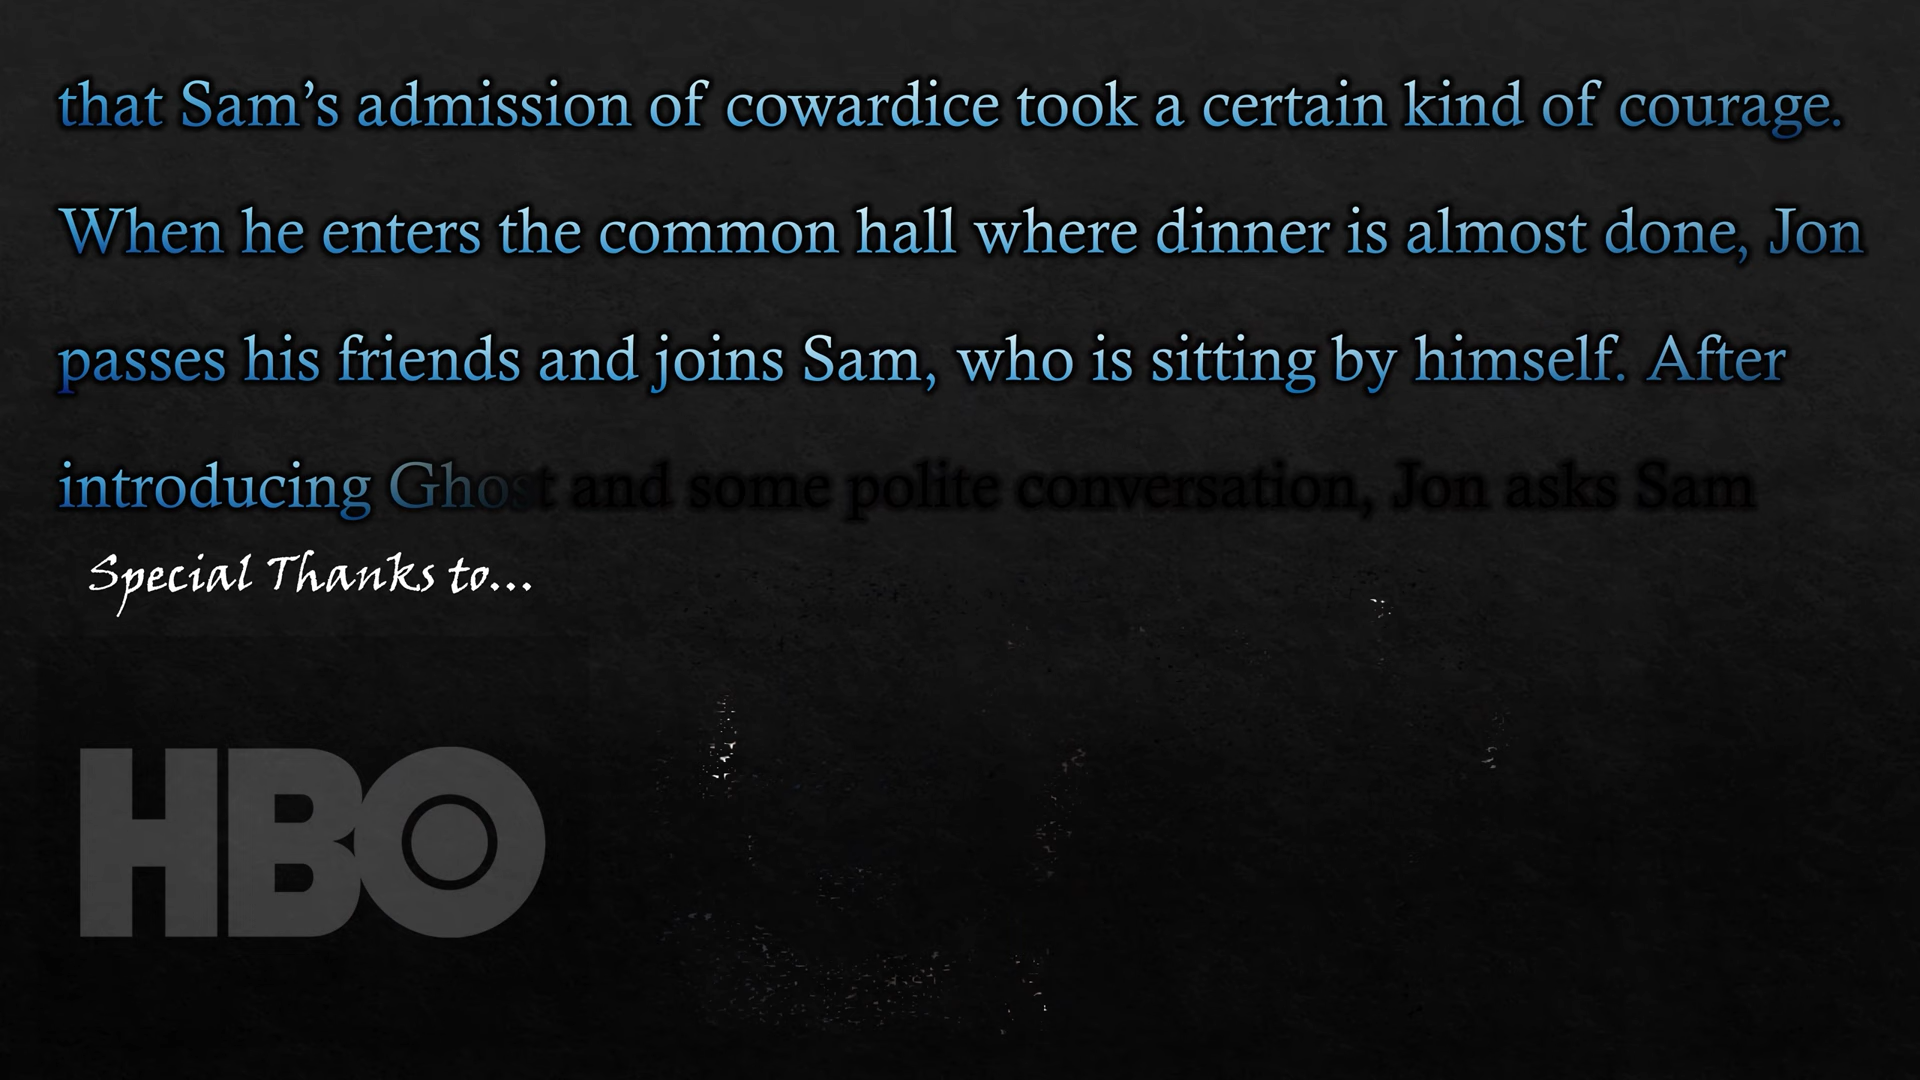 that Sam’s admission of cowardice took a certain kind of courage.
When he enters the common hall where dinner is almost done, Jon
passes his friends and joins Sam, who is sitting by himself. After
introducing Ghost and some polite conversation, Jon asks Sam
Special Thanks to...
HBO